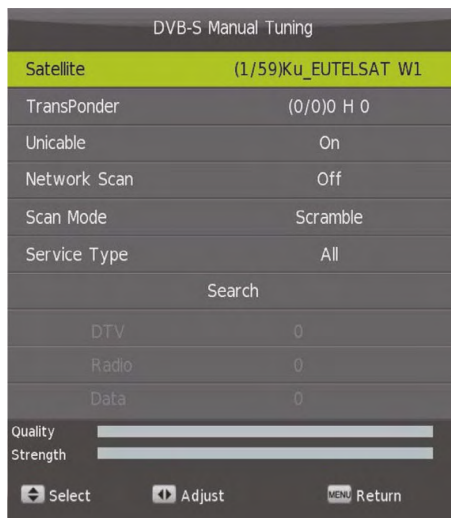 DVB-S Manual Tuning
Satellite (1/59)Ku_EUTELSAT W1
TransPonder (0/0)0 H 0
Unicable On
Network Scan Off
Scan Mode Scramble
Service Type All
Search
DTV 0
Radio 0
Data 0
Quality
Strength
Select Adjust MENU Return